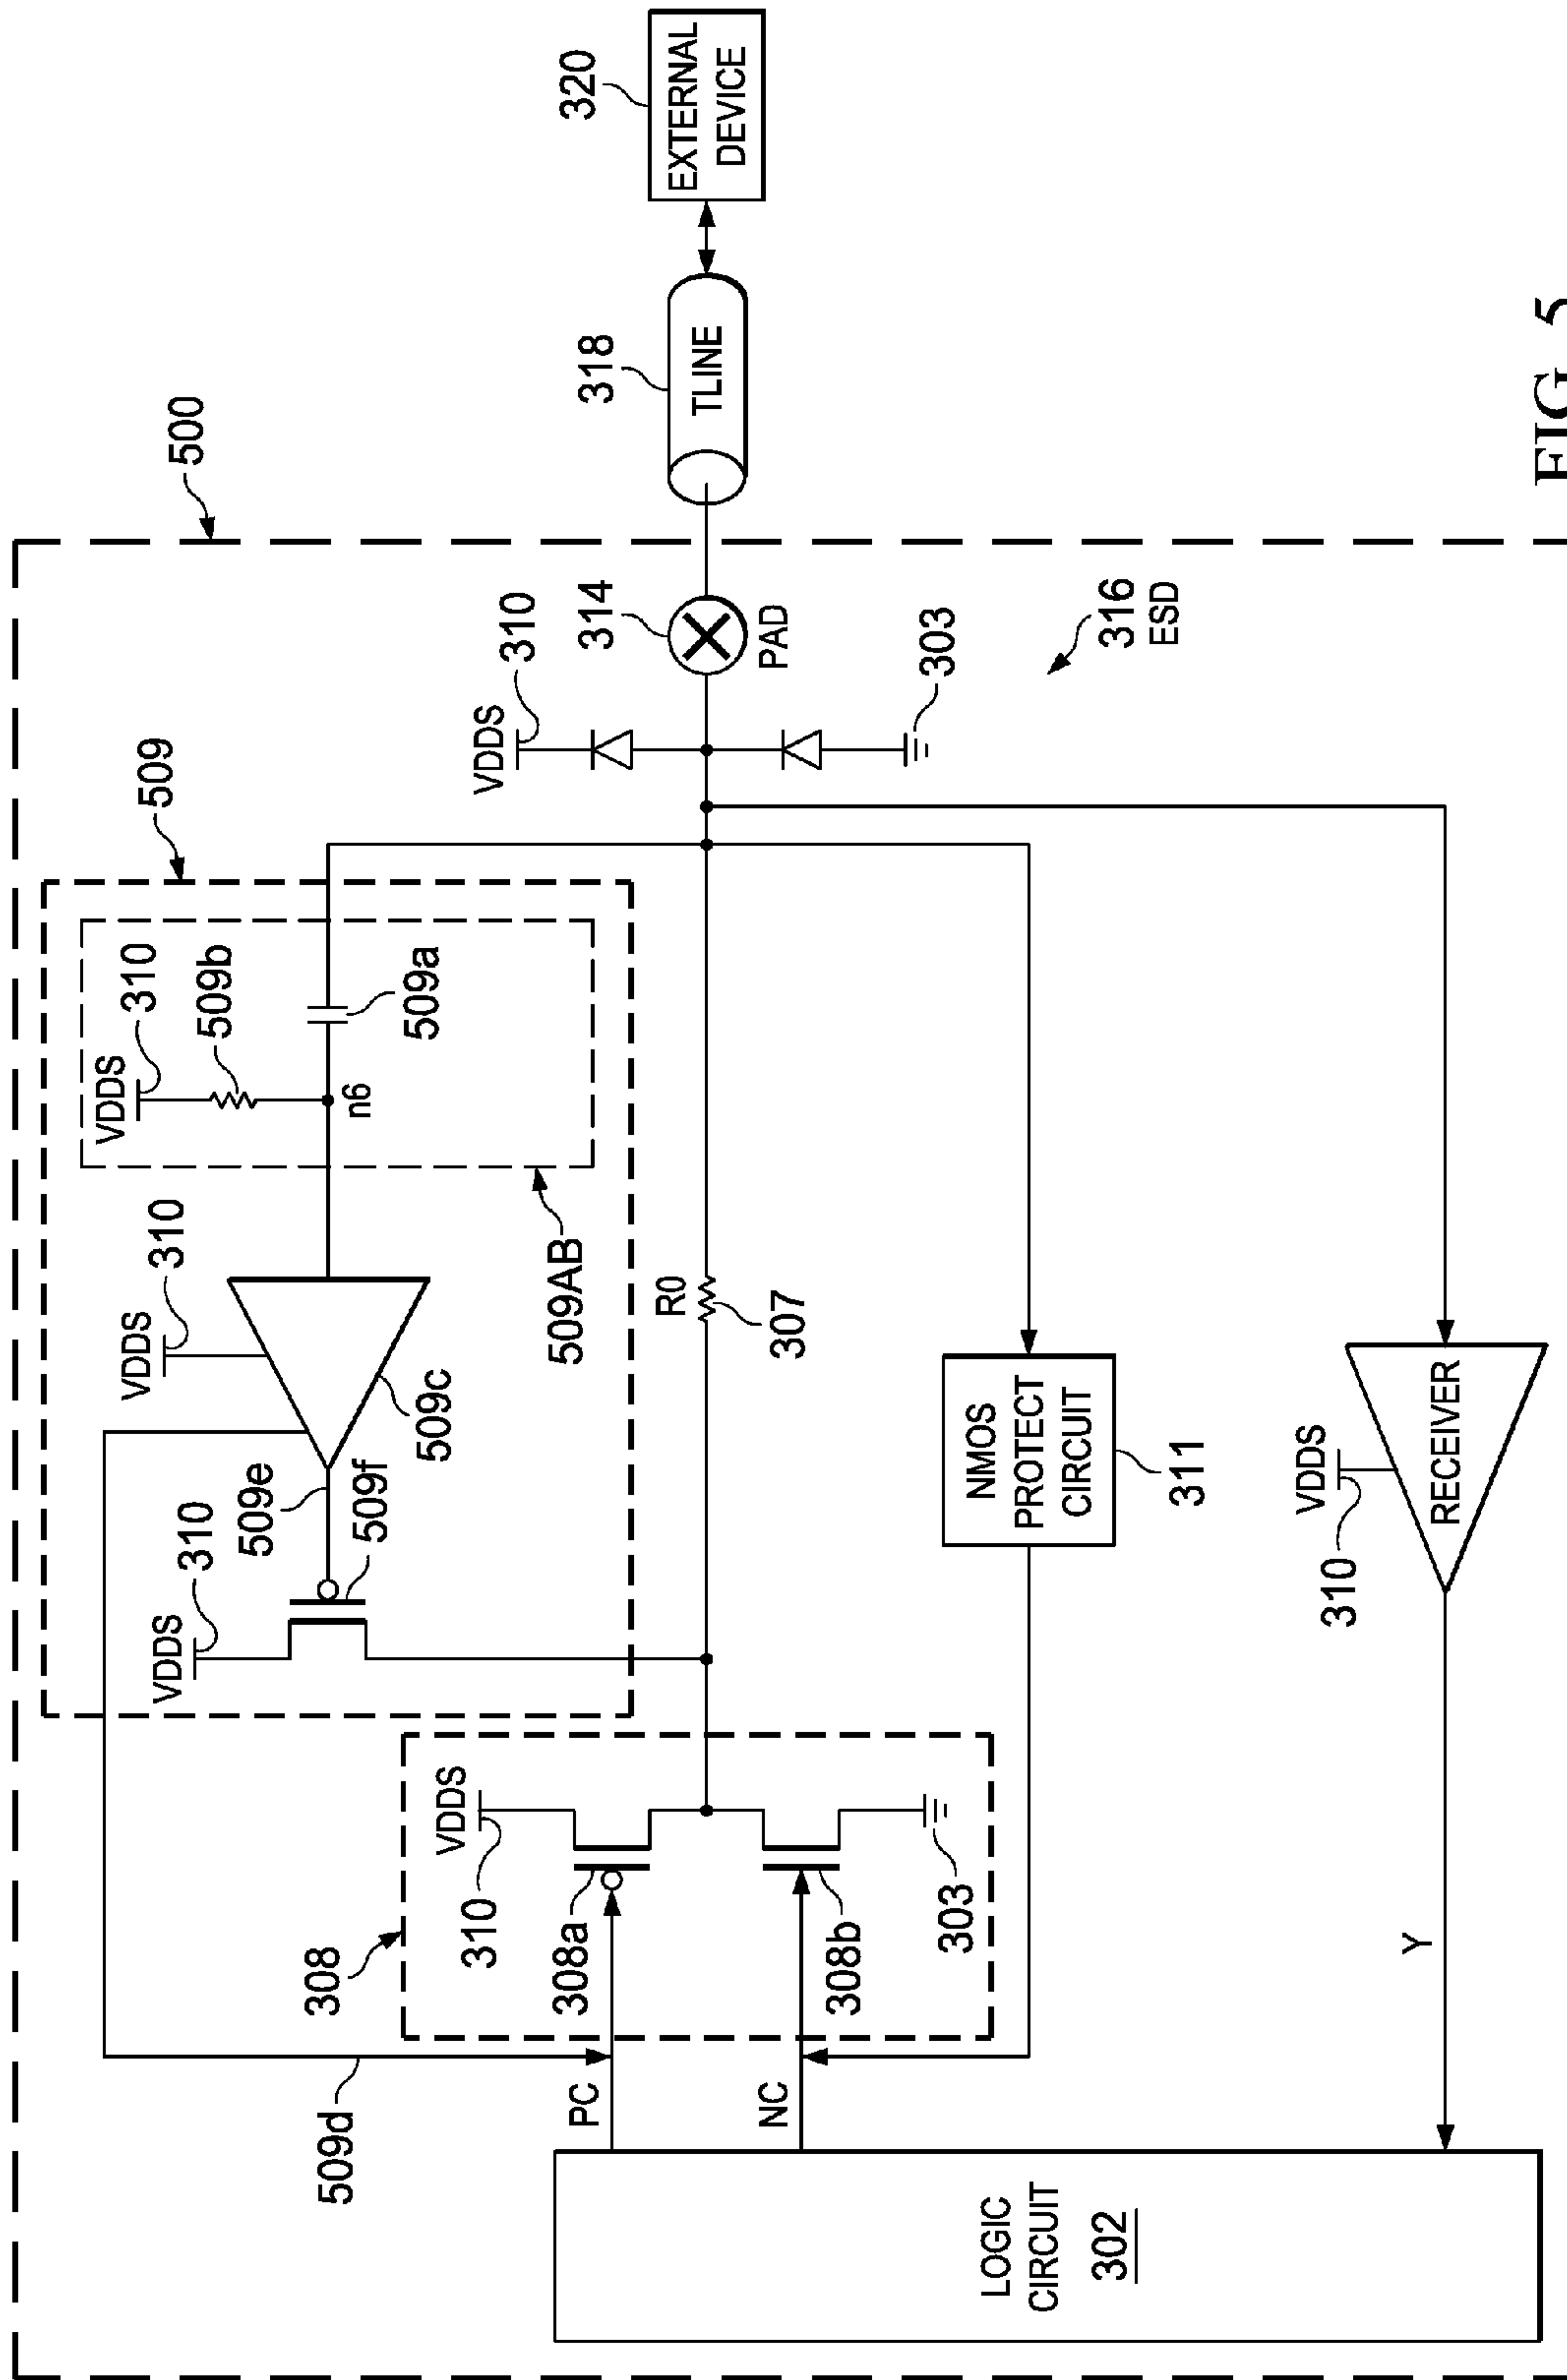 500
509
VDDS
310
509b
n6
509a
509AB
VDDS
310
509c
509e
VDDS
310
509f
509d
308
VDDS
310
308a
308b
303
PC
NC
LOGIC
CIRCUIT
302
R0
307
NMOS
PROTECT
CIRCUIT
311
VDDS
310
RECEIVER
Y
VDDS
310
303
314
PAD
316
ESD
318
TLINE
320
EXTERNAL
DEVICE
FIG. 5